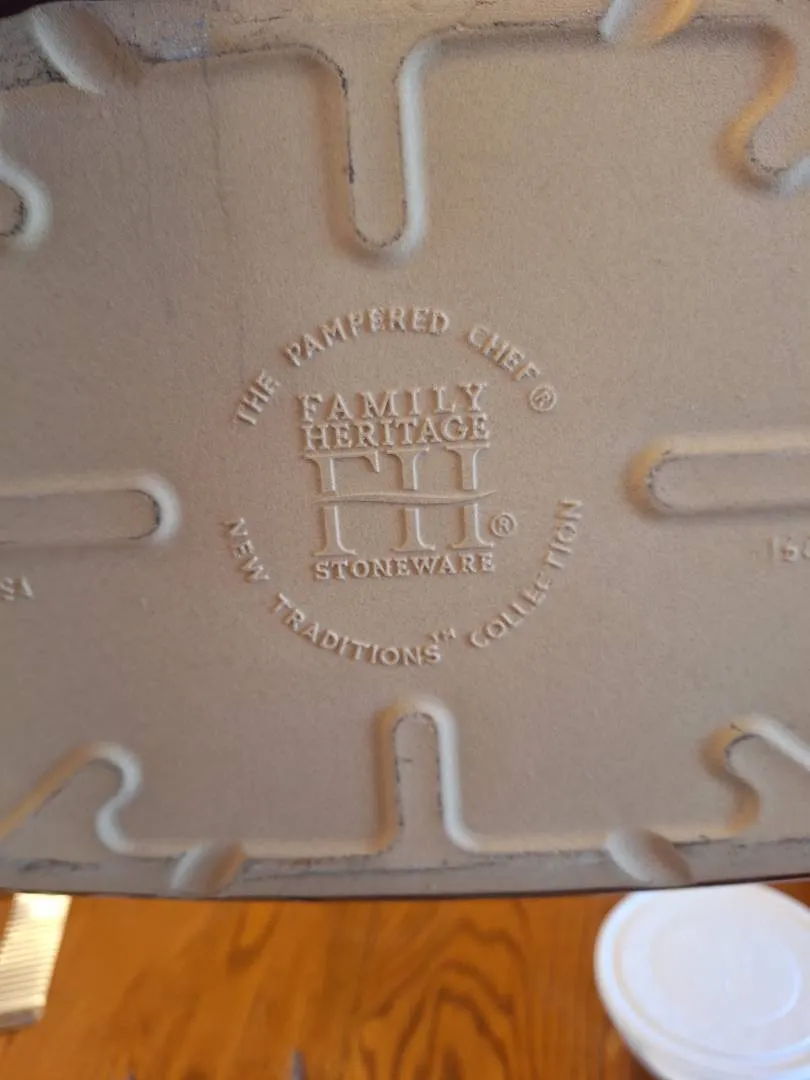 THE PAMPERED CHEF®
FAMILY
HERITAGE
FH®
STONEWARE
NEW TRADITIONS™ COLLECTION